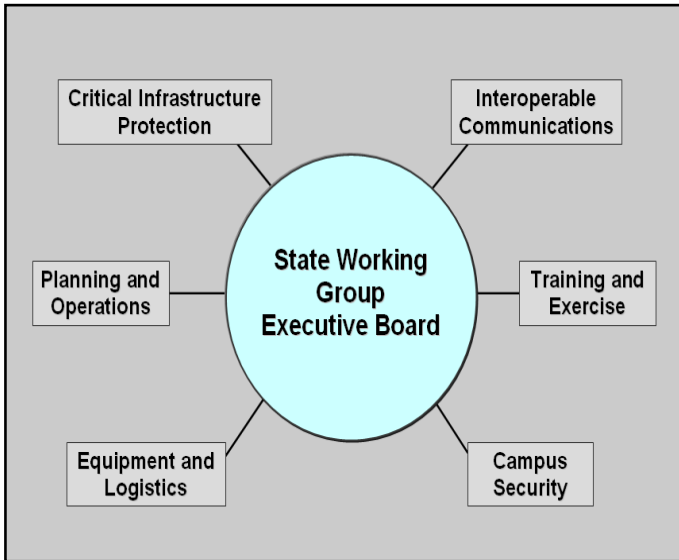 Critical Infrastructure
Protection
Interoperable
Communications
State Working
Group
Executive Board
Planning and
Operations
Training and
Exercise
Equipment and
Logistics
Campus
Security